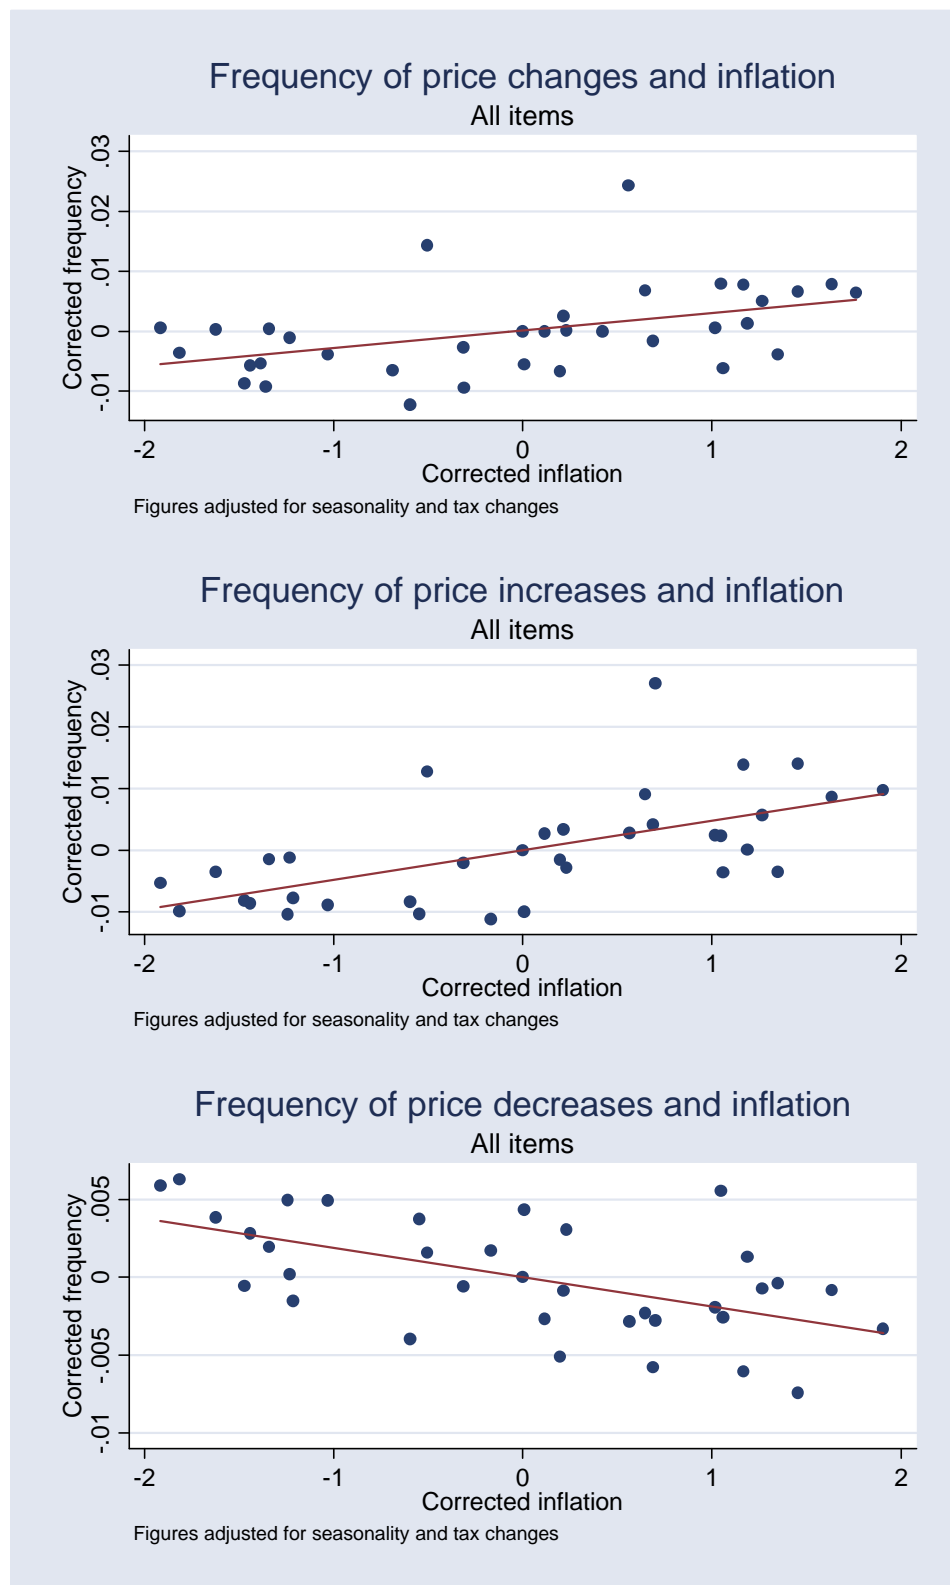 Frequency of price changes and inflation
All items
Corrected frequency
.03
.02
.01
0
-.01
-2 -1 0 1 2
Corrected inflation
Figures adjusted for seasonality and tax changes
Frequency of price increases and inflation
All items
Corrected frequency
.03
.02
.01
0
-.01
-2 -1 0 1 2
Corrected inflation
Figures adjusted for seasonality and tax changes
Frequency of price decreases and inflation
All items
Corrected frequency
.005
0
-.005
-.01
-2 -1 0 1 2
Corrected inflation
Figures adjusted for seasonality and tax changes